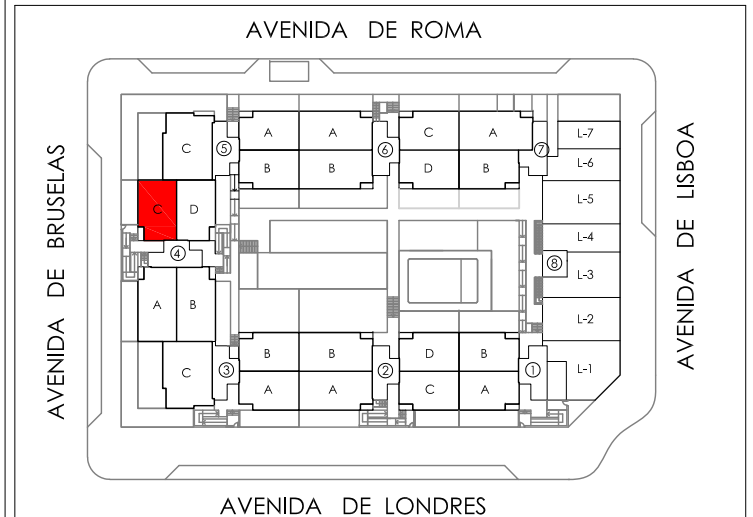 AVENIDA DE ROMA
AVENIDA DE BRUSELAS
AVENIDA DE LISBOA
A A C A L-7
C 5 6 7
B B D B L-6
C D L-5
L-4
4 8
L-3
A B L-2
B B D B
C 3 2 1 L-1
A A C A
AVENIDA DE LONDRES